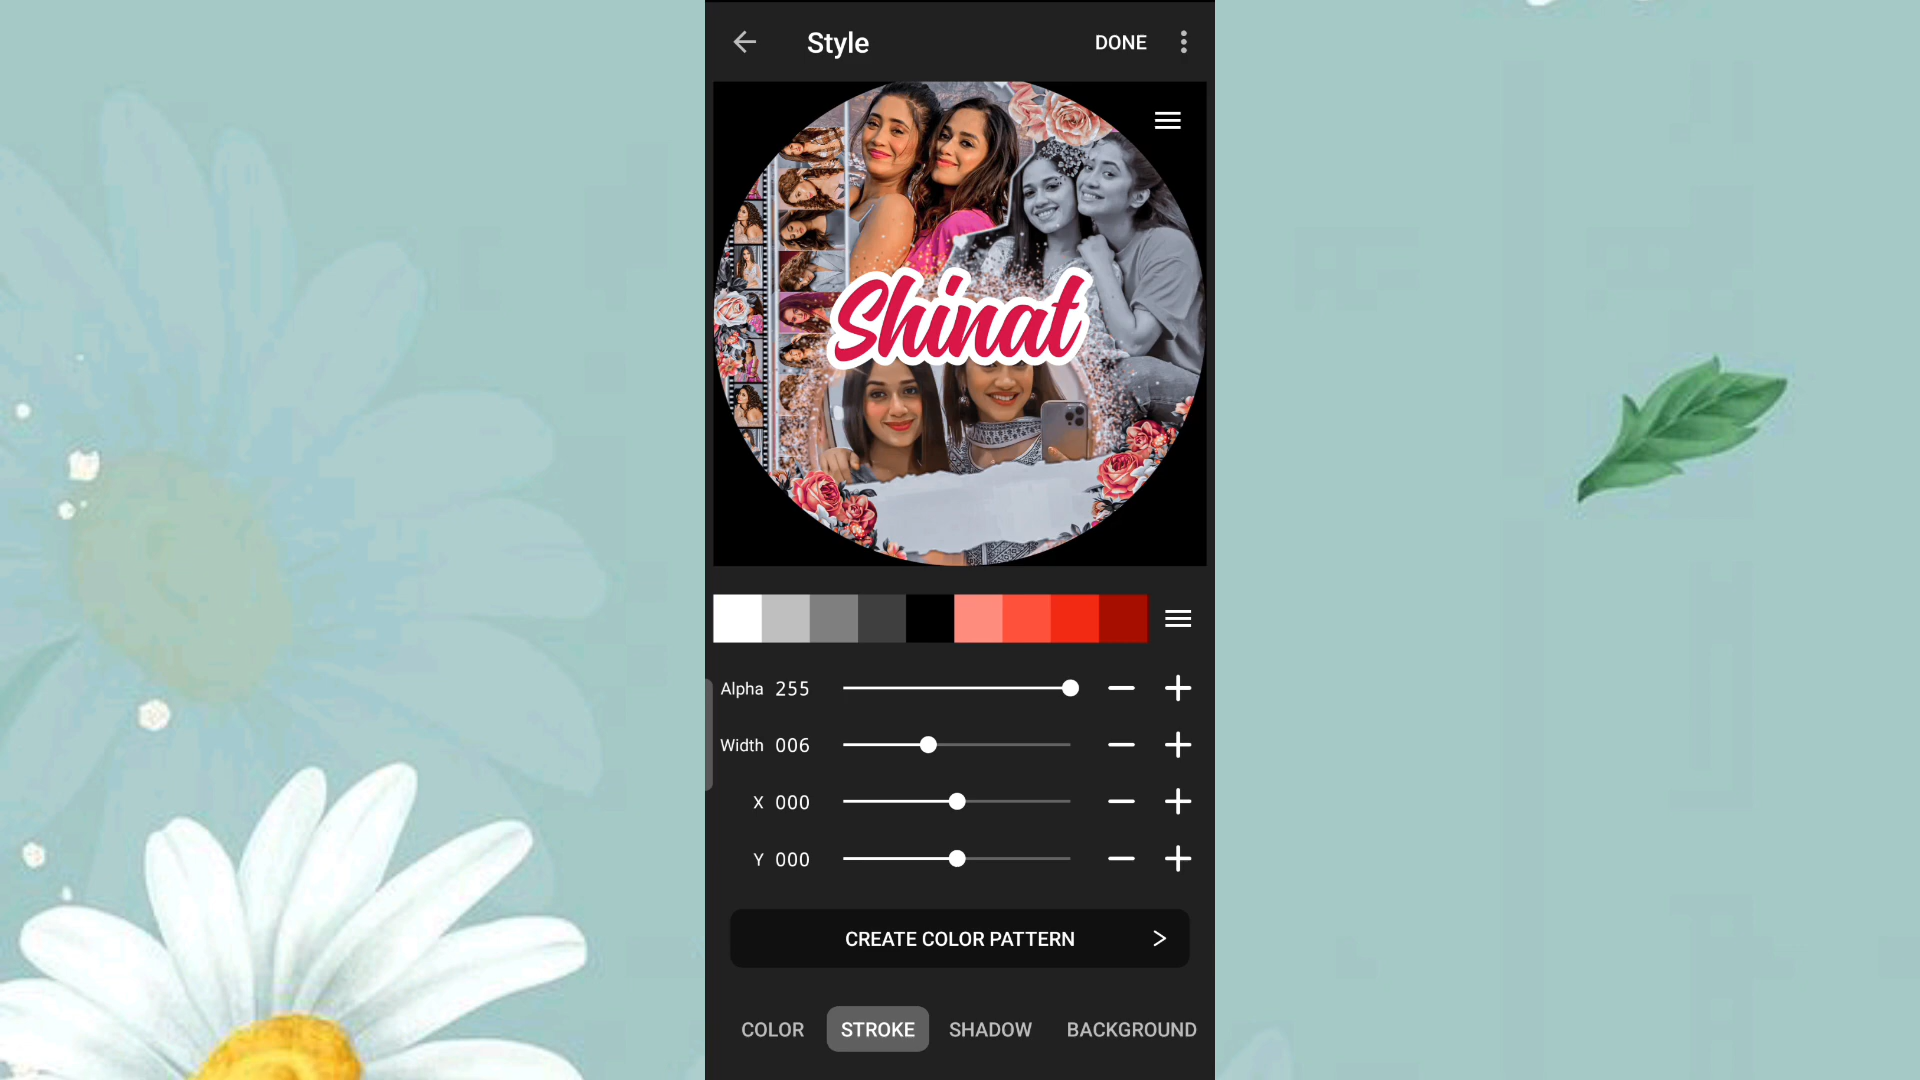 Style
DONE
Shinat
Alpha 255
Width 006
X 000
Y 000
CREATE COLOR PATTERN >
COLOR
STROKE
SHADOW
BACKGROUND